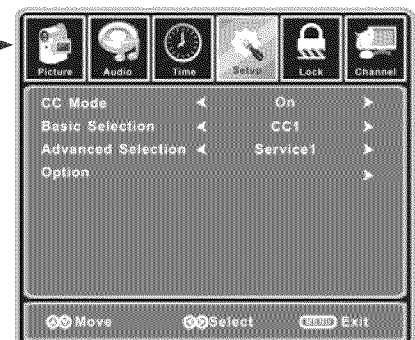 Picture Audio Time Setup Lock Channel
CC Mode On
Basic Selection CC1
Advanced Selection Service1
Option
Move Select MENU Exit